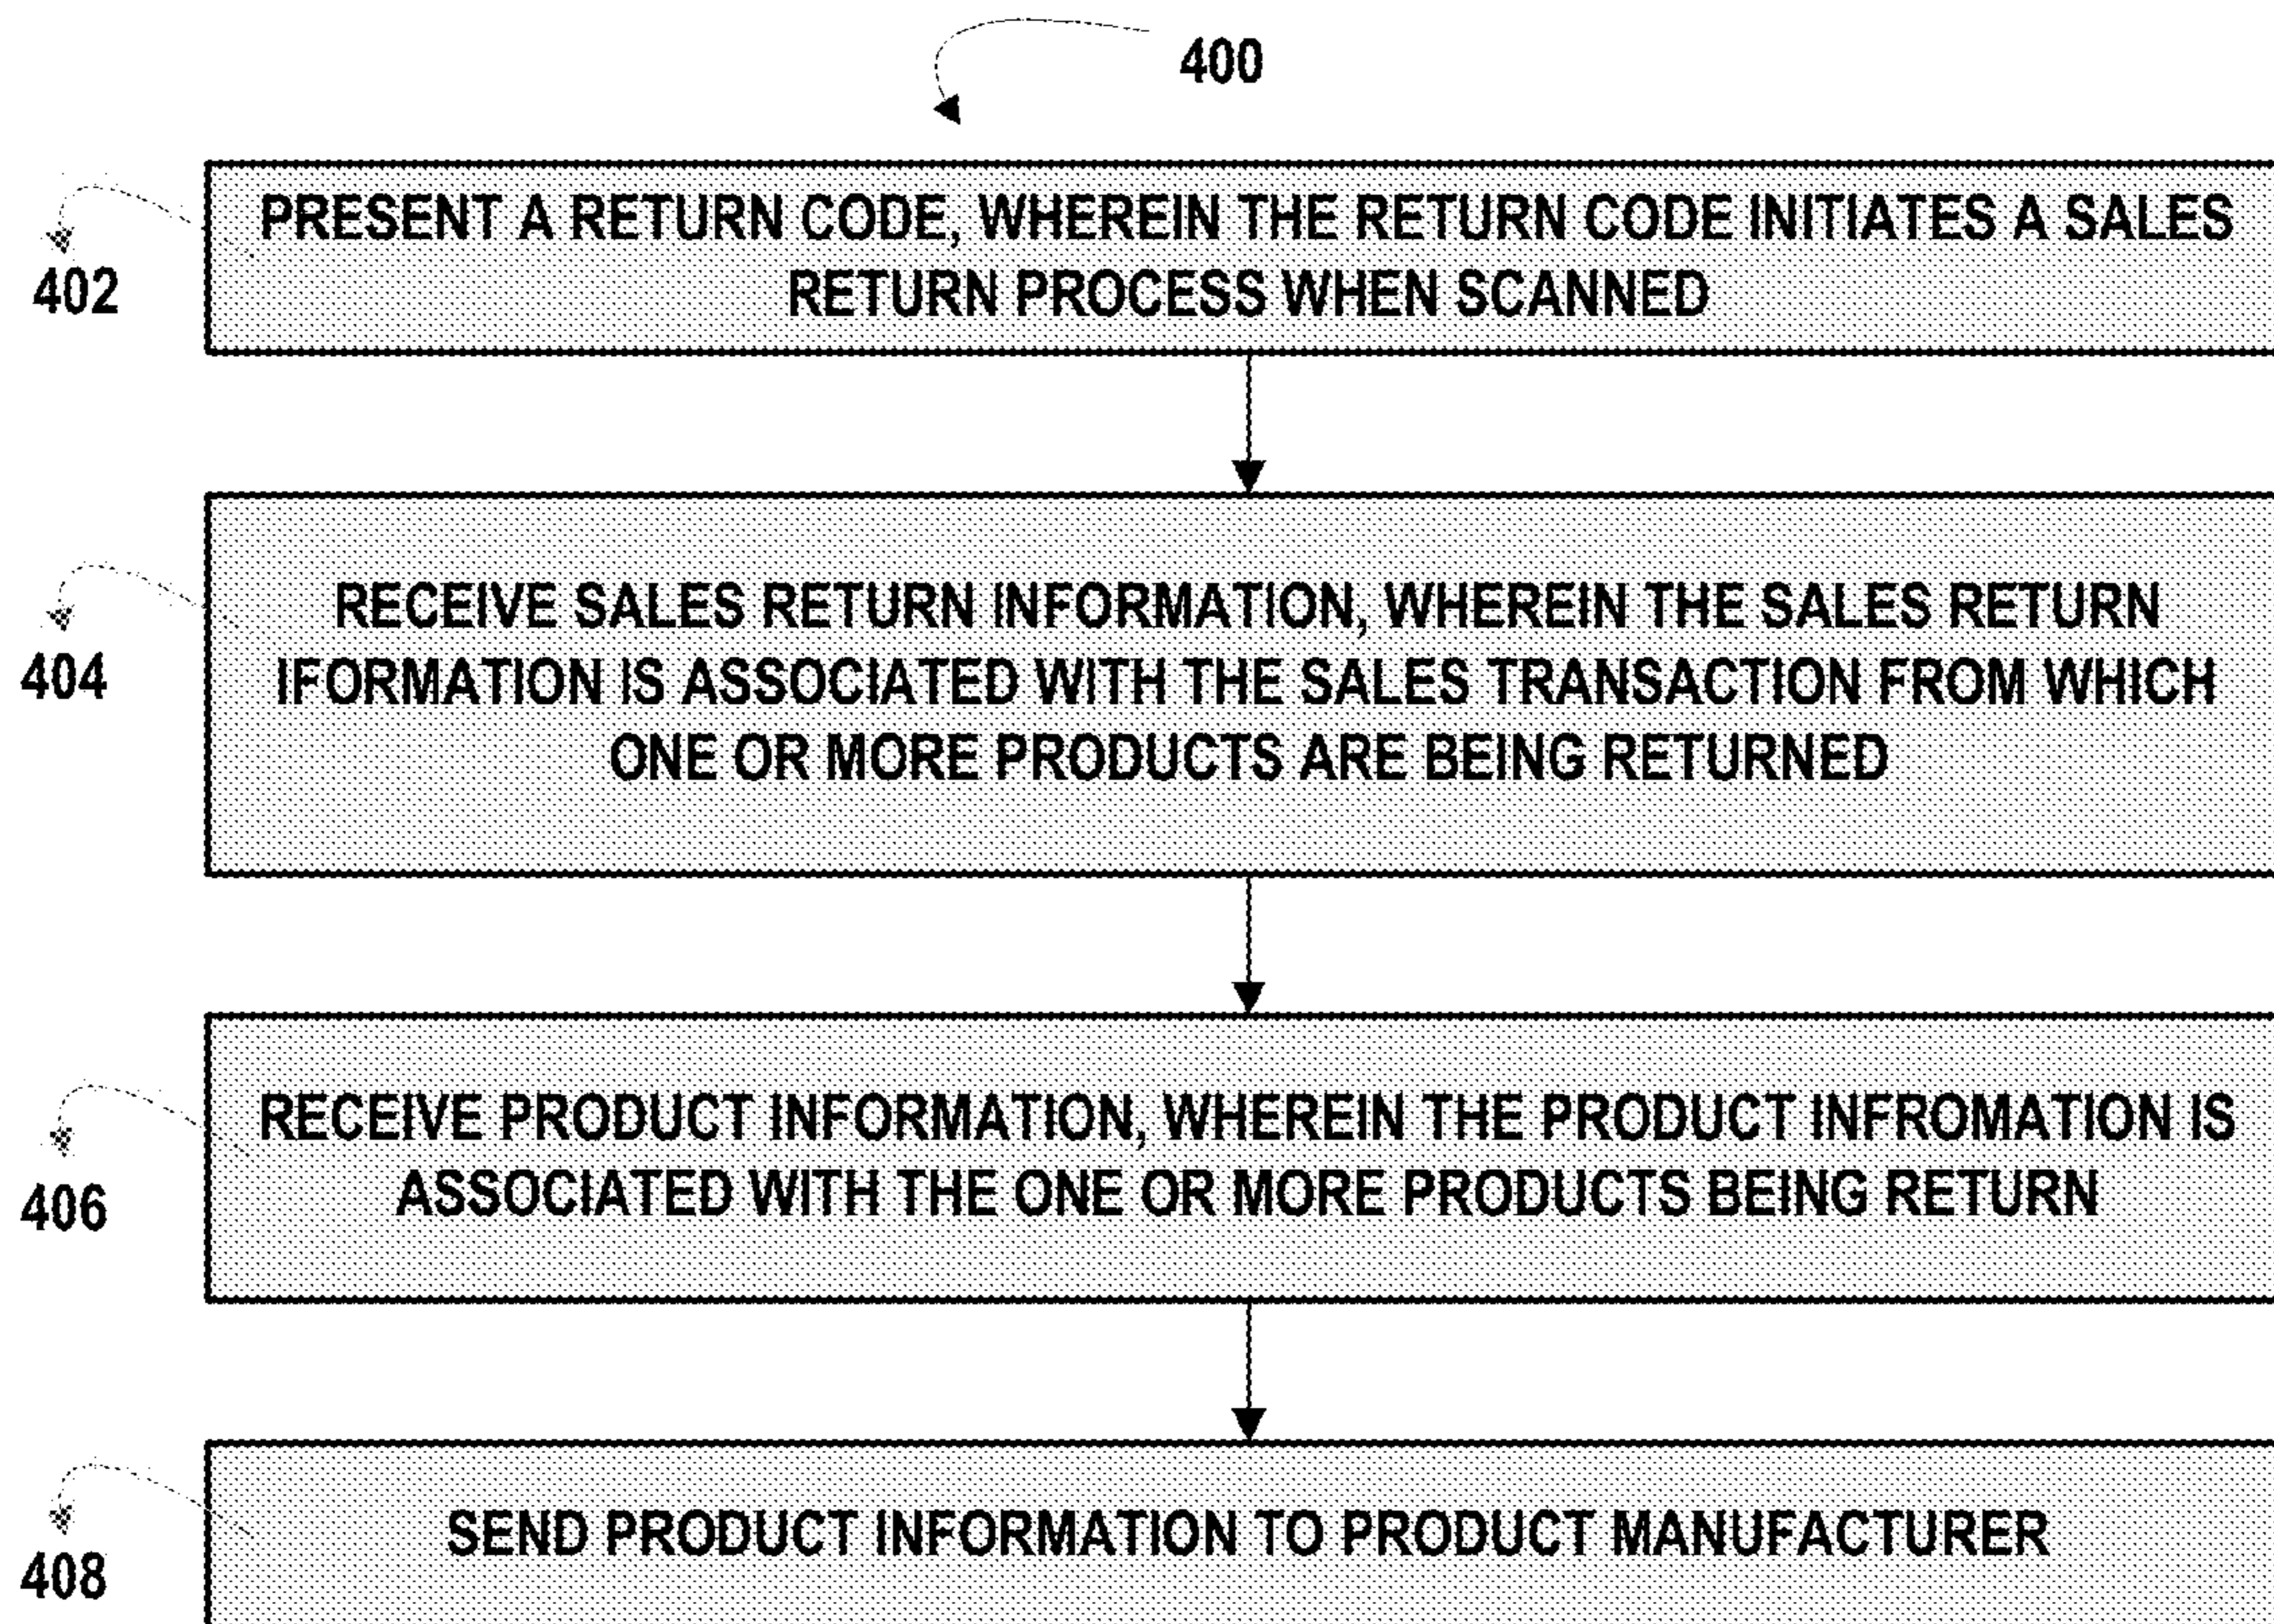 400
PRESENT A RETURN CODE, WHEREIN THE RETURN CODE INITIATES A SALES
RETURN PROCESS WHEN SCANNED
402
RECEIVE SALES RETURN INFORMATION, WHEREIN THE SALES RETURN
IFORMATION IS ASSOCIATED WITH THE SALES TRANSACTION FROM WHICH
ONE OR MORE PRODUCTS ARE BEING RETURNED
404
RECEIVE PRODUCT INFORMATION, WHEREIN THE PRODUCT INFROMATION IS
ASSOCIATED WITH THE ONE OR MORE PRODUCTS BEING RETURN
406
SEND PRODUCT INFORMATION TO PRODUCT MANUFACTURER
408